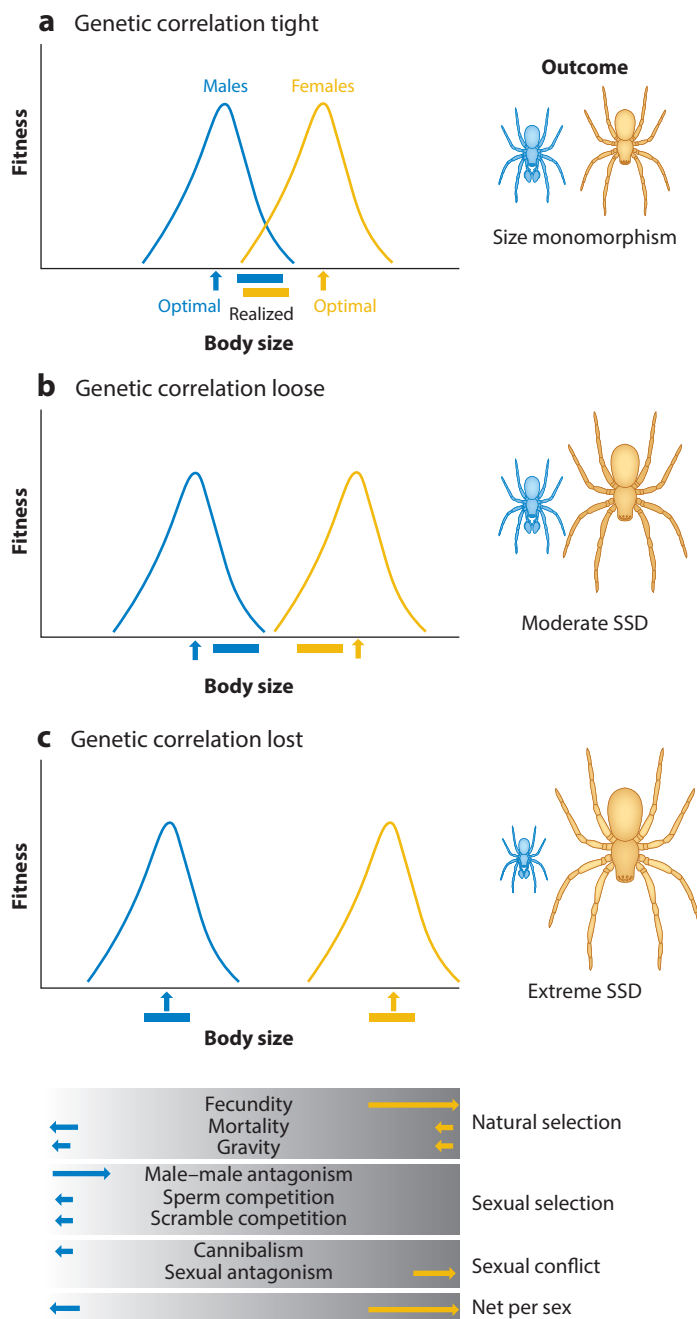 a Genetic correlation tight
Males
Females
Outcome
Fitness
Size monomorphism
Optimal
Realized
Optimal
Body size
b Genetic correlation loose
Fitness
Moderate SSD
Body size
c Genetic correlation lost
Fitness
Extreme SSD
Body size
Fecundity
Mortality
Gravity
Natural selection
Male–male antagonism
Sperm competition
Scramble competition
Sexual selection
Cannibalism
Sexual antagonism
Sexual conflict
Net per sex